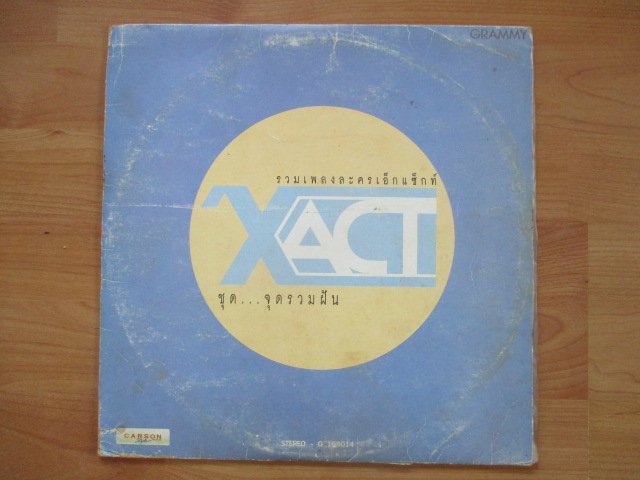 GRAMMY
รวมเพลงละครเอ็กแซ็กท์
XACT
ชุด...จุดรวมฝัน
CARSON
STEREO - G